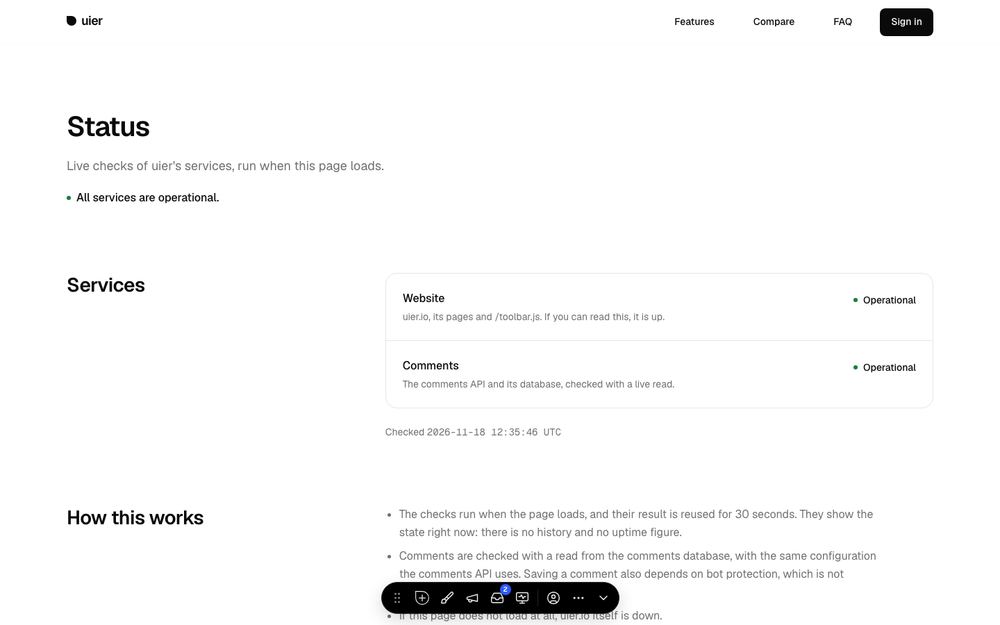 uier
Features
Compare
FAQ
Sign in
Status
Live checks of uier's services, run when this page loads.
All services are operational.
Services
Website
uier.io, its pages and /toolbar.js. If you can read this, it is up.
Operational
Comments
The comments API and its database, checked with a live read.
Operational
Checked 2026-11-18 12:35:46 UTC
How this works
The checks run when the page loads, and their result is reused for 30 seconds. They show the
state right now: there is no history and no uptime figure.
Comments are checked with a read from the comments database, with the same configuration
the comments API uses. Saving a comment also depends on bot protection, which is not
2
If this page does not load at all, uier.io itself is down.